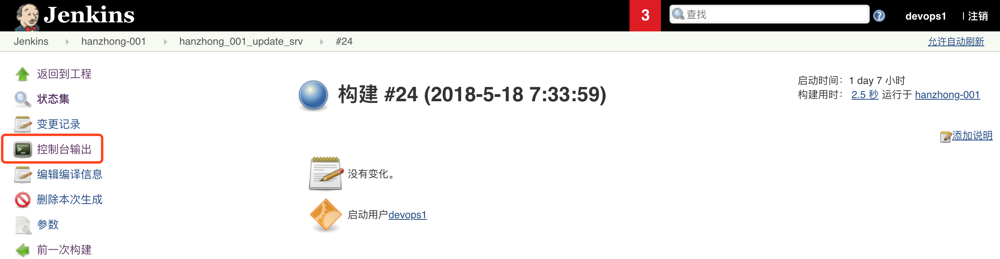 Jenkins
3
查找
devops1
| 注销
Jenkins
hanzhong-001
hanzhong_001_update_srv
#24
允许自动刷新
返回到工程
状态集
变更记录
控制台输出
编辑编译信息
删除本次生成
参数
前一次构建
构建 #24 (2018-5-18 7:33:59)
启动时间：1 day 7 小时
构建用时： 2.5 秒 运行于 hanzhong-001
添加说明
没有变化。
启动用户devops1